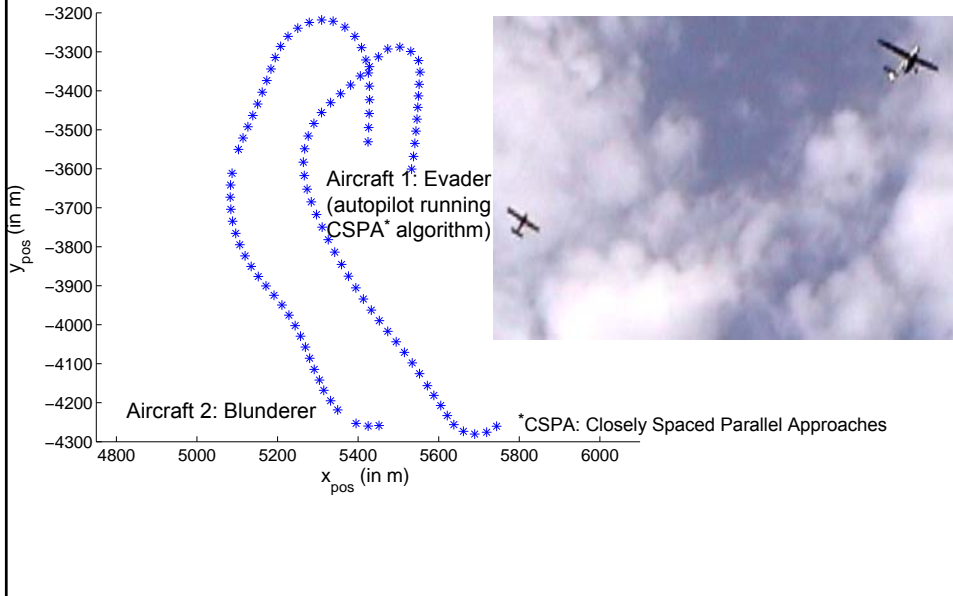 −3200
−3300
−3400
−3500
−3600
−3700
−3800
−3900
−4000
−4100
−4200
−4300
y_pos (in m)
Aircraft 1: Evader
(autopilot running
CSPA* algorithm)
Aircraft 2: Blunderer
*CSPA: Closely Spaced Parallel Approaches
4800 5000 5200 5400 5600 5800 6000
x_pos (in m)